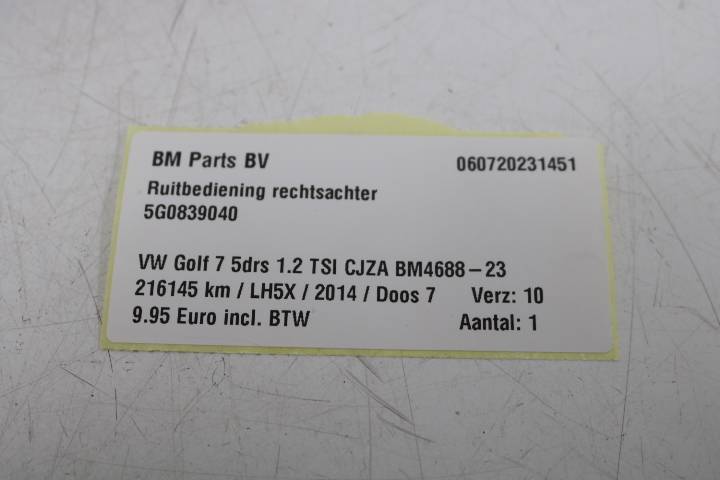 BM Parts BV 060720231451
Ruitbediening rechtsachter
5G0839040
VW Golf 7 5drs 1.2 TSI CJZA BM4688-23
216145 km / LH5X / 2014 / Doos 7 Verz: 10
9.95 Euro incl. BTW Aantal: 1